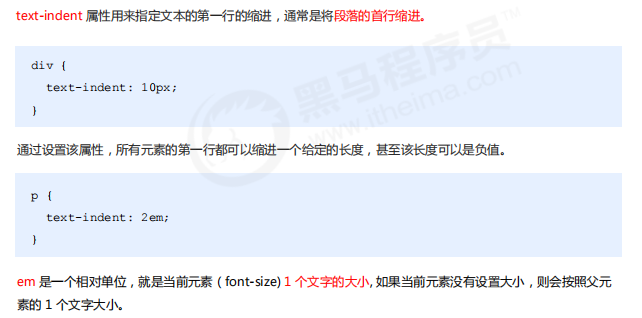 text-indent 属性用来指定文本的第一行的缩进，通常是将段落的首行缩进。
div {
text-indent: 10px;
}
通过设置该属性，所有元素的第一行都可以缩进一个给定的长度，甚至该长度可以是负值。
p {
text-indent: 2em;
}
em 是一个相对单位，就是当前元素（font-size) 1 个文字的大小, 如果当前元素没有设置大小，则会按照父元
素的 1 个文字大小。
黑马程序员™
www.itheima.com